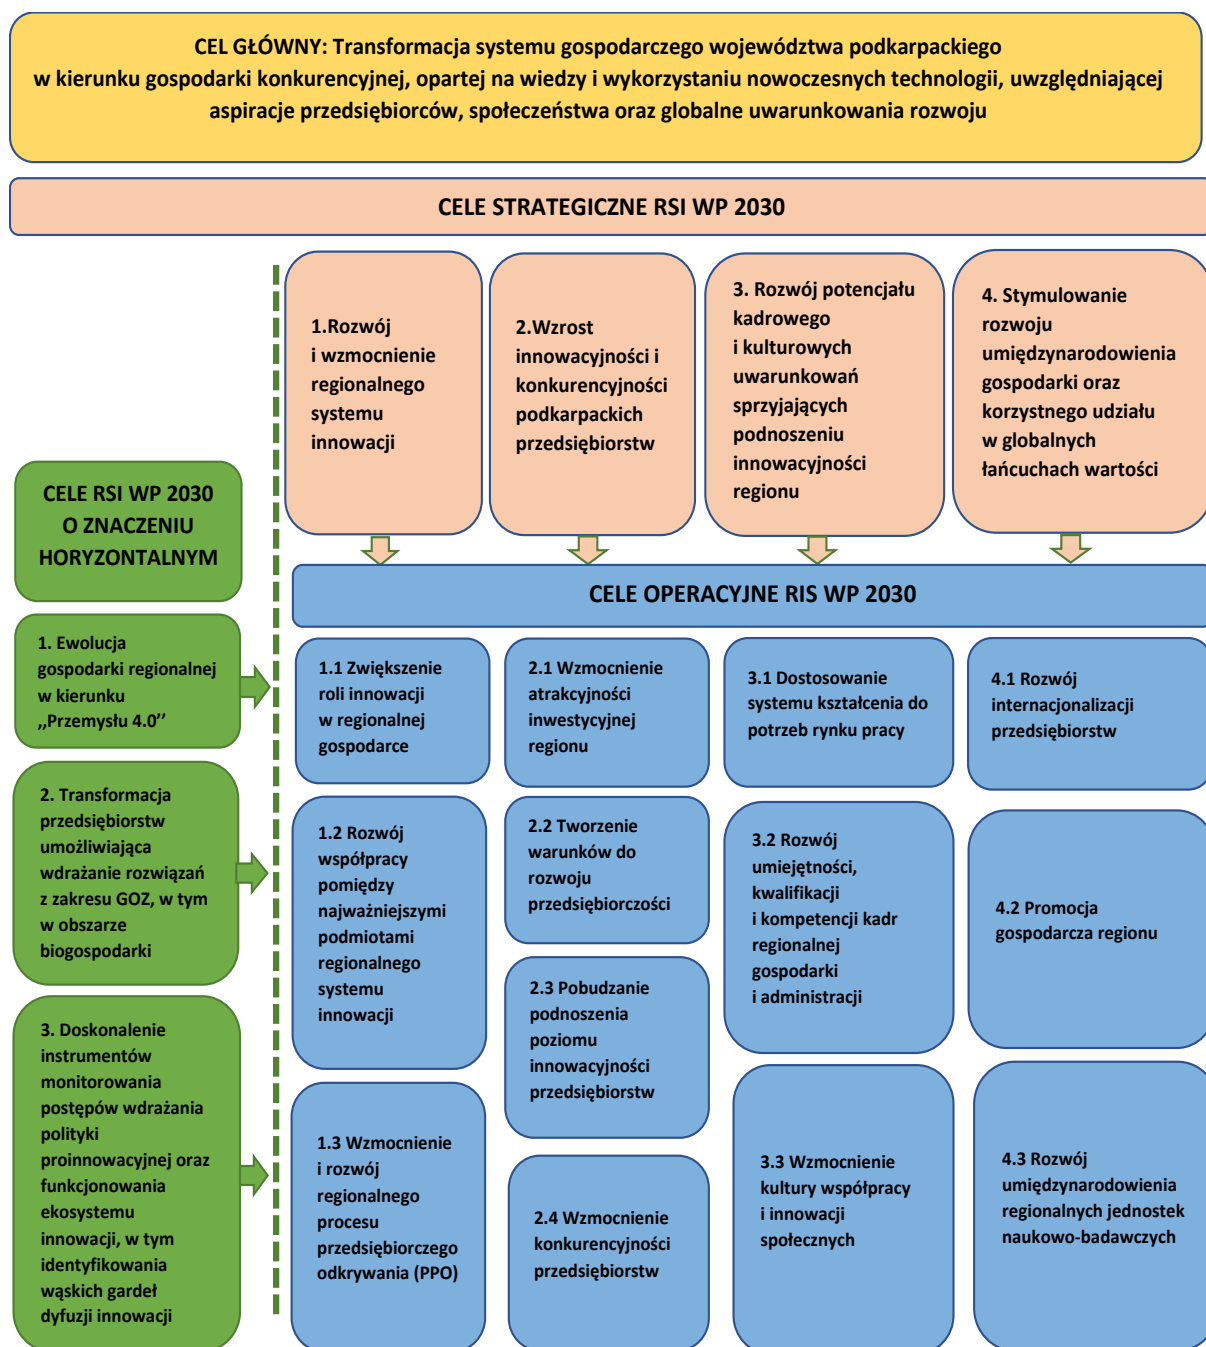 CEL GŁÓWNY: Transformacja systemu gospodarczego województwa podkarpackiego
w kierunku gospodarki konkurencyjnej, opartej na wiedzy i wykorzystaniu nowoczesnych technologii, uwzględniającej
aspiracje przedsiębiorców, społeczeństwa oraz globalne uwarunkowania rozwoju
CELE STRATEGICZNE RSI WP 2030
1.Rozwój
i wzmocnienie
regionalnego
systemu
innowacji
2.Wzrost
innowacyjności i
konkurencyjności
podkarpackich
przedsiębiorstw
3. Rozwój potencjału
kadrowego
i kulturowych
uwarunkowań
sprzyjających
podnoszeniu
innowacyjności
regionu
4. Stymulowanie
rozwoju
umiędzynarodowienia
gospodarki oraz
korzystnego udziału
w globalnych
łańcuchach wartości
CELE RSI WP 2030
O ZNACZENIU
HORYZONTALNYM
1. Ewolucja
gospodarki regionalnej
w kierunku
„Przemysłu 4.0”
2. Transformacja
przedsiębiorstw
umożliwiająca
wdrażanie rozwiązań
z zakresu GOZ, w tym
w obszarze
biogospodarki
3. Doskonalenie
instrumentów
monitorowania
postępów wdrażania
polityki
proinnowacyjnej oraz
funkcjonowania
ekosystemu
innowacji, w tym
identyfikowania
wąskich gardeł
dyfuzji innowacji
CELE OPERACYJNE RIS WP 2030
1.1 Zwiększenie
roli innowacji
w regionalnej
gospodarce
1.2 Rozwój
współpracy
pomiędzy
najważniejszymi
podmiotami
regionalnego
systemu
innowacji
1.3 Wzmocnienie
i rozwój
regionalnego
procesu
przedsiębiorczego
odkrywania (PPO)
2.1 Wzmocnienie
atrakcyjności
inwestycyjnej
regionu
2.2 Tworzenie
warunków do
rozwoju
przedsiębiorczości
2.3 Pobudzanie
podnoszenia
poziomu
innowacyjności
przedsiębiorstw
2.4 Wzmocnienie
konkurencyjności
przedsiębiorstw
3.1 Dostosowanie
systemu kształcenia do
potrzeb rynku pracy
3.2 Rozwój
umiejętności,
kwalifikacji
i kompetencji kadr
regionalnej
gospodarki
i administracji
3.3 Wzmocnienie
kultury współpracy
i innowacji
społecznych
4.1 Rozwój
internacjonalizacji
przedsiębiorstw
4.2 Promocja
gospodarcza regionu
4.3 Rozwój
umiędzynarodowienia
regionalnych jednostek
naukowo-badawczych